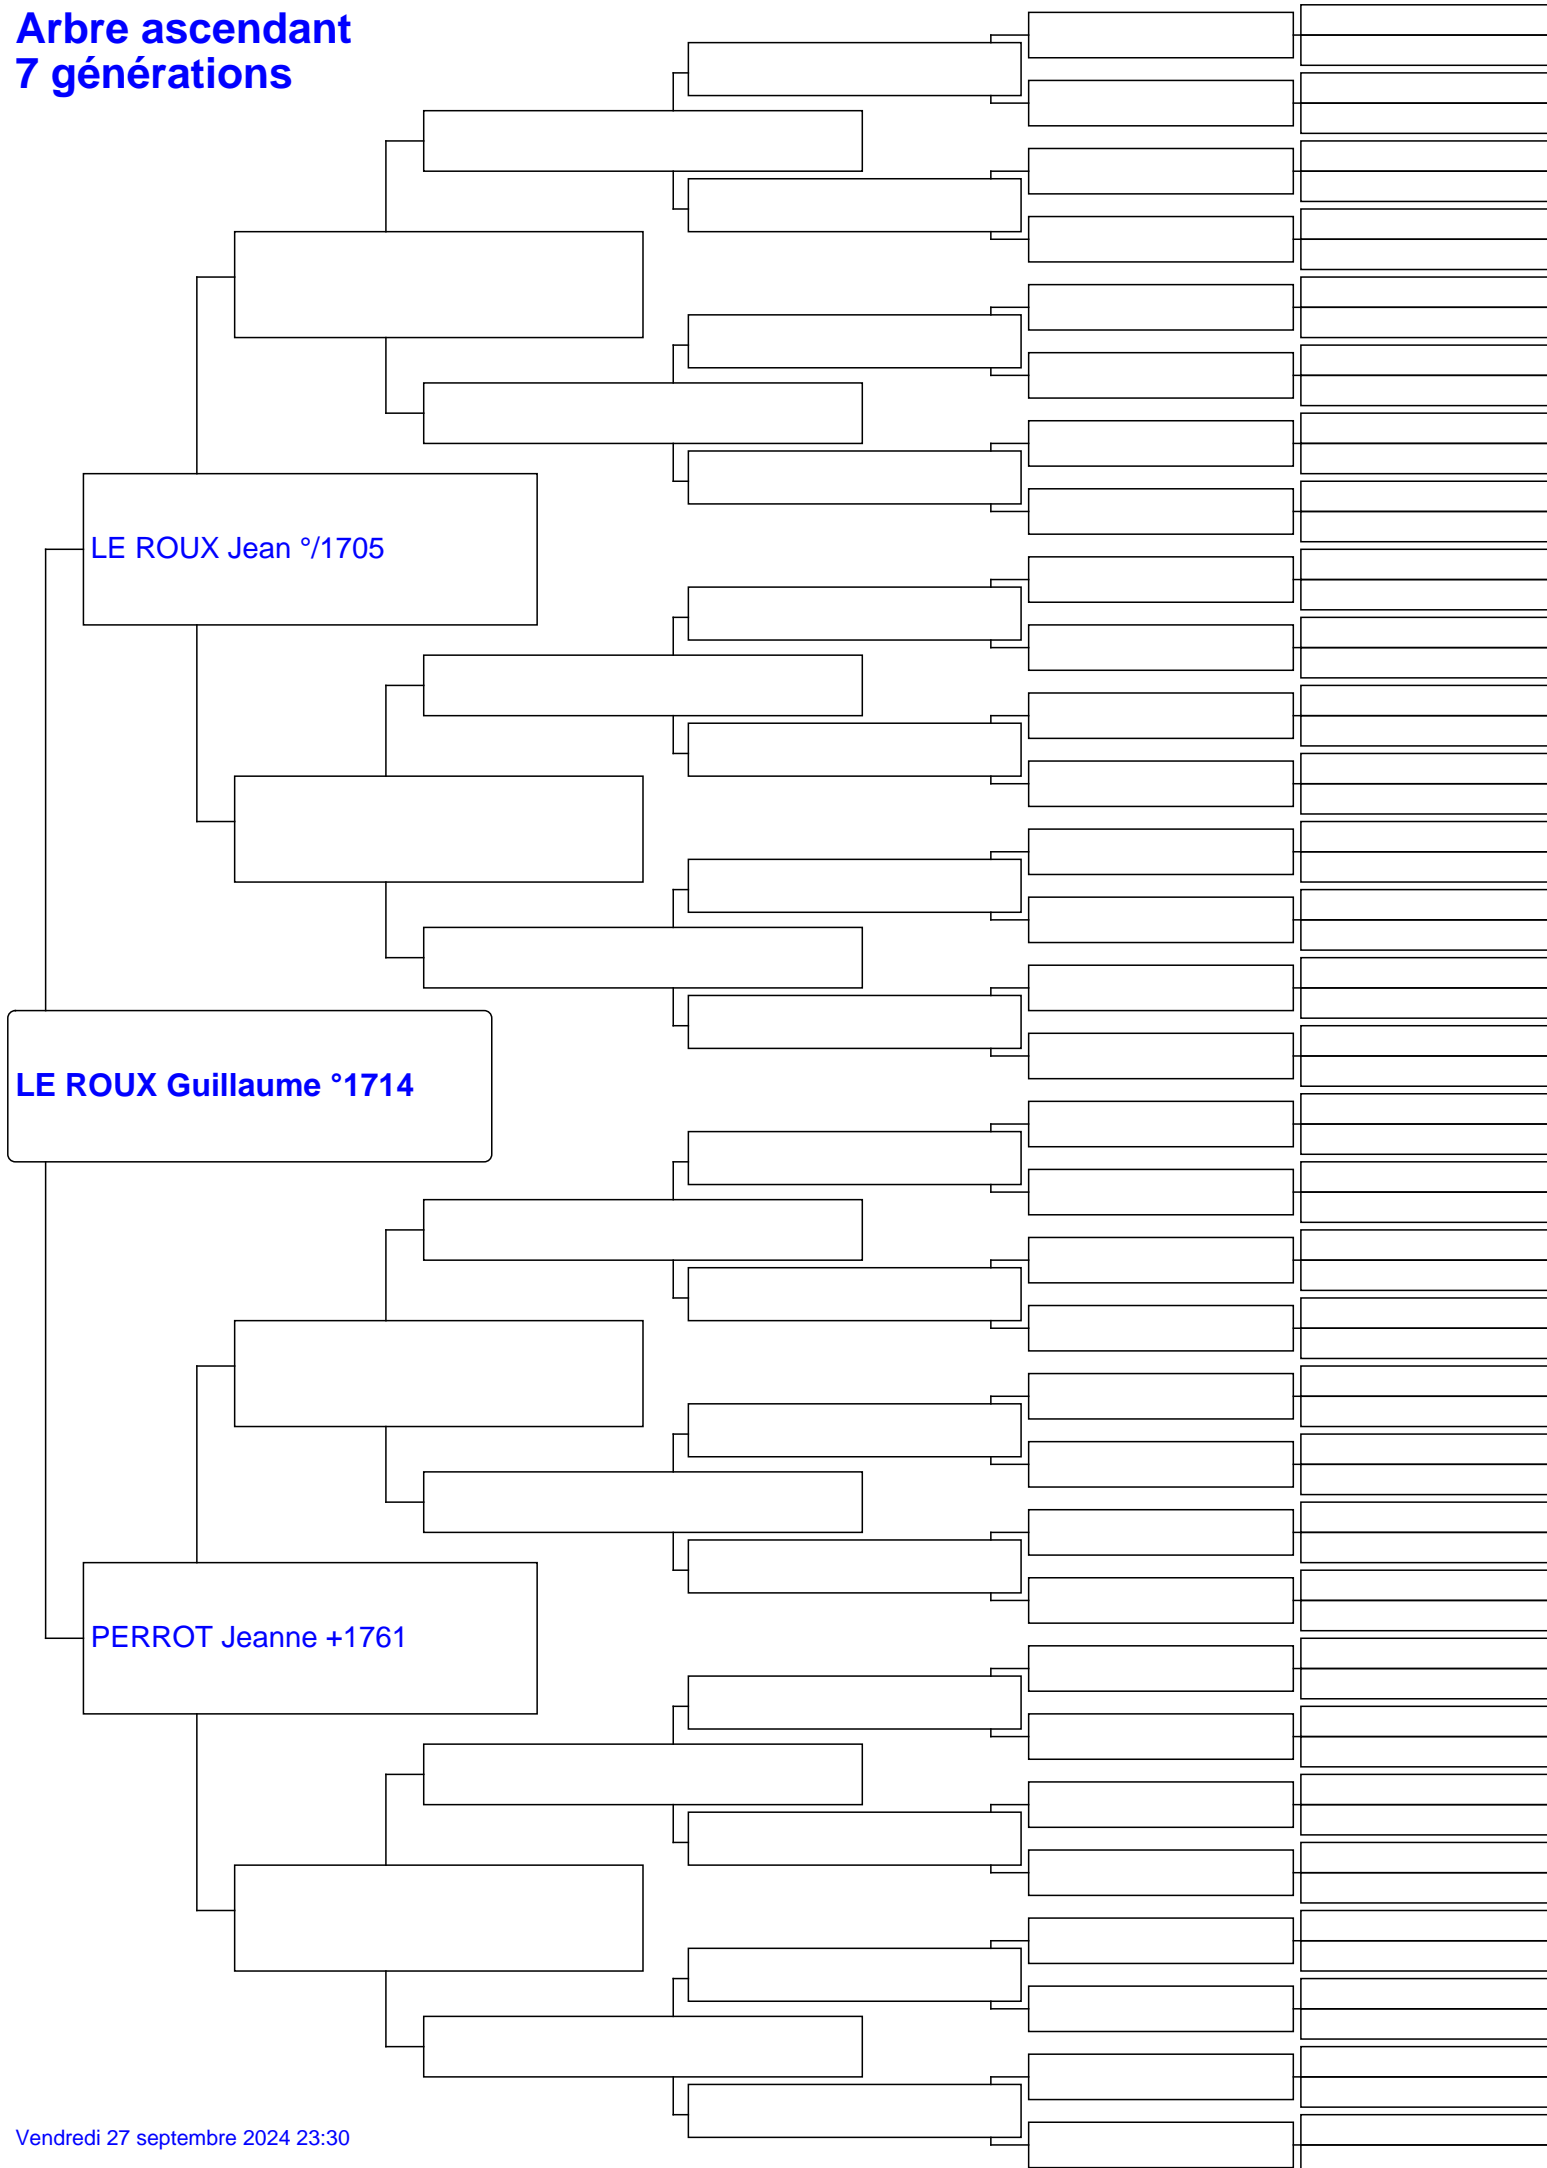 Arbre ascendant
7 générations
LE ROUX Jean °/1705
LE ROUX Guillaume °1714
PERROT Jeanne +1761
Vendredi 27 septembre 2024 23:30